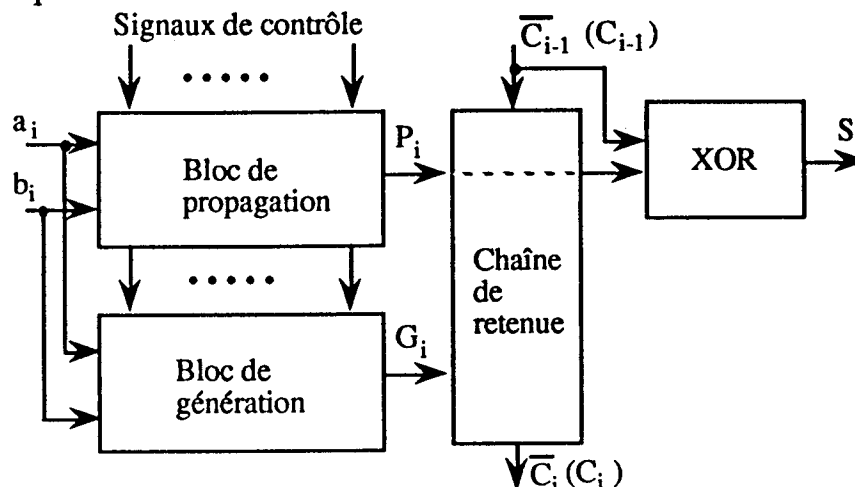 Signaux de contrôle
C̅i-1 (Ci-1)
ai
bi
Bloc de
propagation
Pi
XOR
S
Chaîne
de
retenue
Bloc de
génération
Gi
C̅i (Ci)